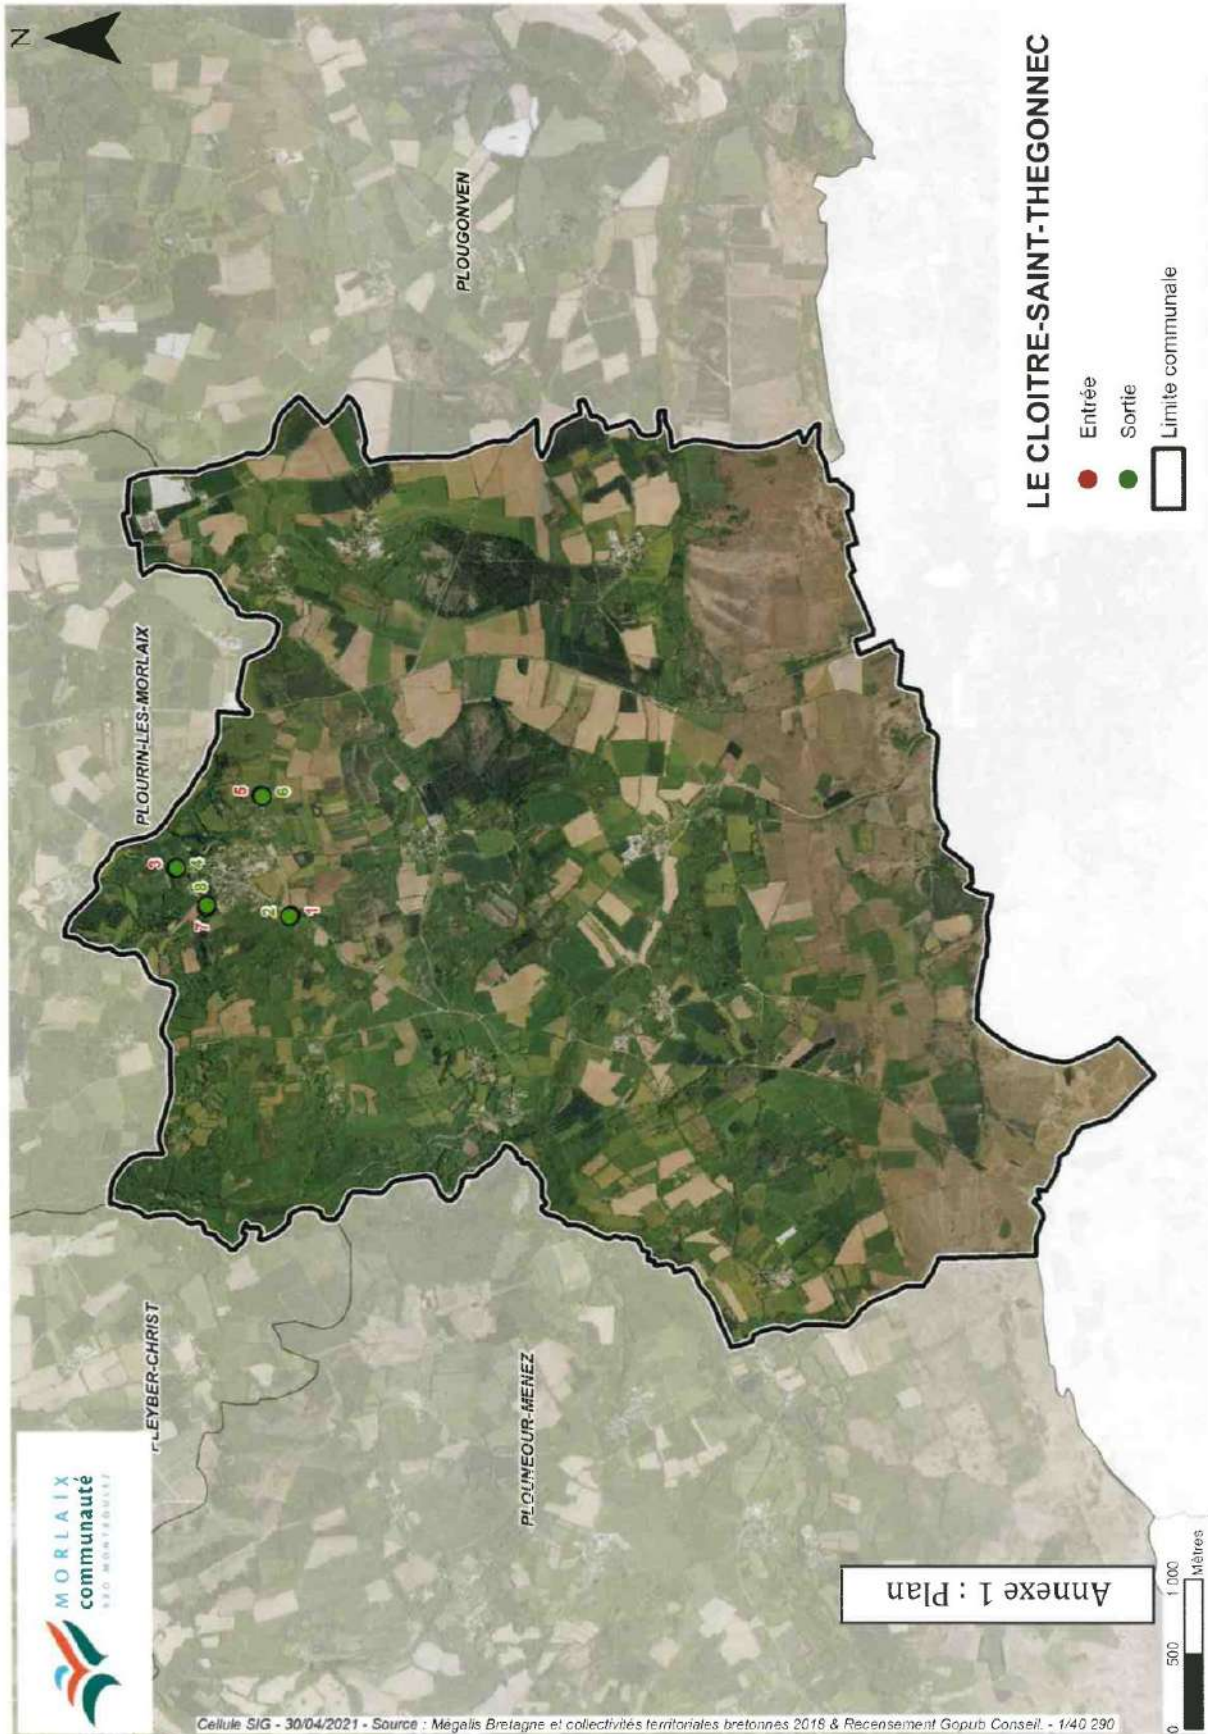 N
MORLAIX
communauté
BRO MONTROULEZ
PLEYBER-CHRIST
PLOURIN-LES-MORLAIX
PLOUGONVEN
PLOUNEOUR-MENEZ
3
4
5
6
7
8
2
1
LE CLOITRE-SAINT-THEGONNEC
Entrée
Sortie
Limite communale
Annexe 1 : Plan
0 500 1 000
Mètres
Cellule SIG - 30/04/2021 - Source : Mégalis Bretagne et collectivités territoriales bretonnes 2018 & Recensement Gopub Conseil. - 1/40 290